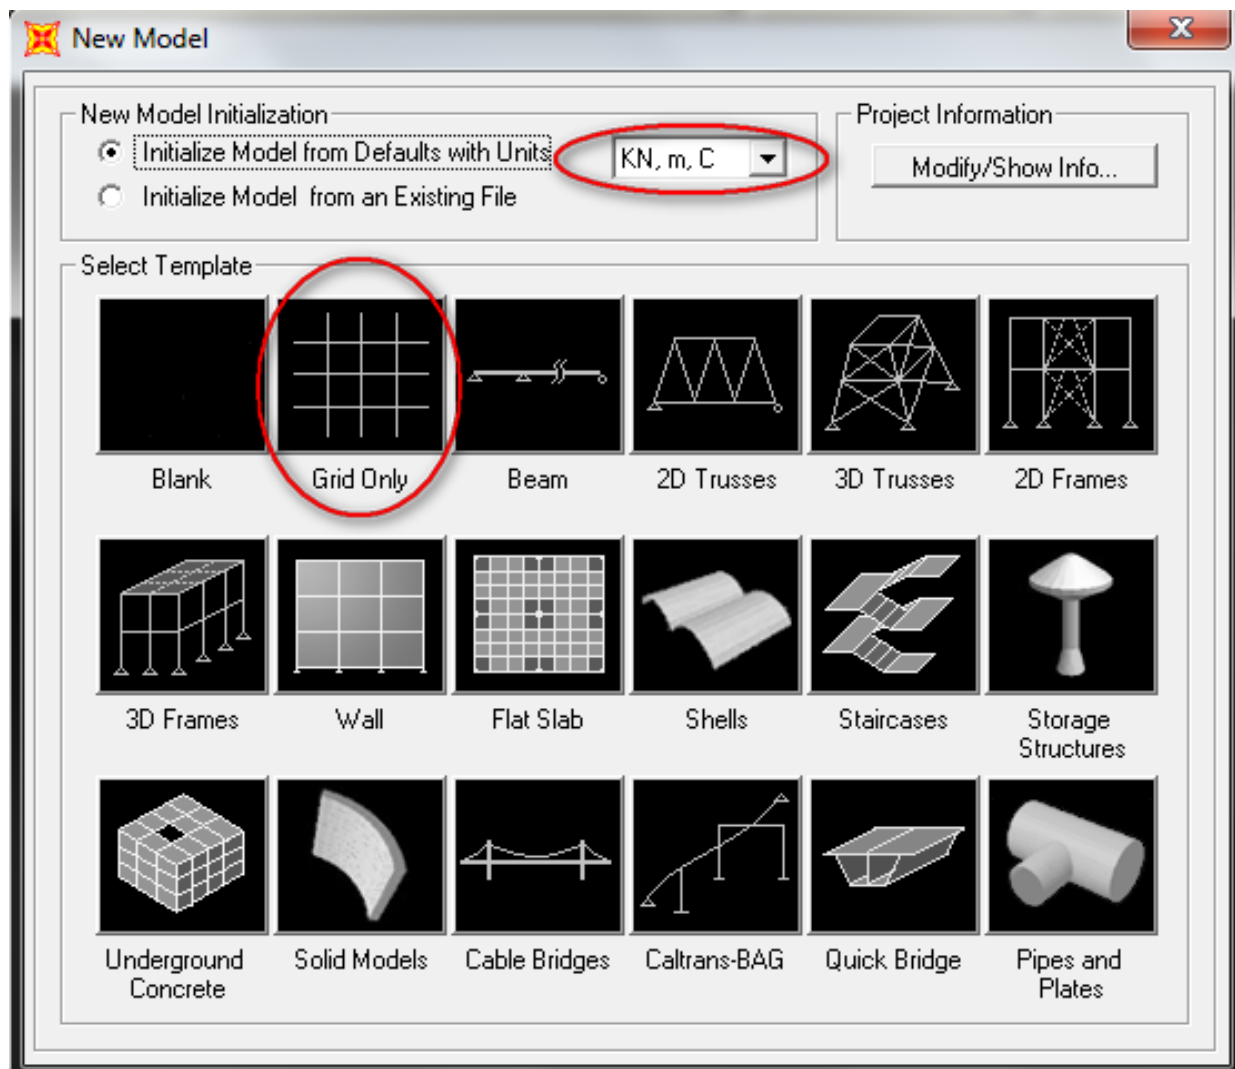 New Model
New Model Initialization
Project Information
Initialize Model from Defaults with Units
KN, m, C
Modify/Show Info...
Initialize Model from an Existing File
Select Template
Blank
Grid Only
Beam
2D Trusses
3D Trusses
2D Frames
3D Frames
Wall
Flat Slab
Shells
Staircases
Storage
Structures
Underground
Concrete
Solid Models
Cable Bridges
Caltrans-BAG
Quick Bridge
Pipes and
Plates